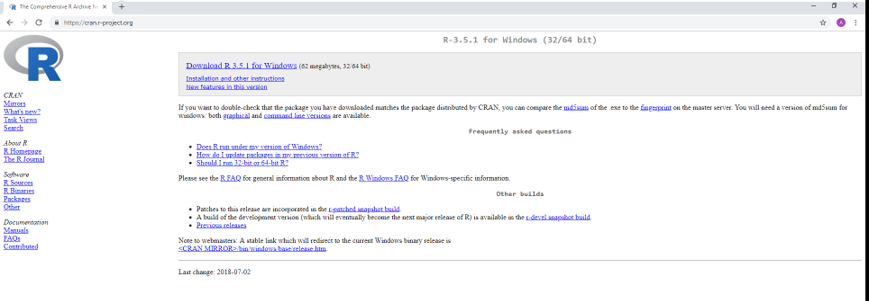 The Comprehensive R Archive Ne
https://cran.r-project.org
A
R
CRAN
Mirrors
What's new?
Task Views
Search
About R
R Homepage
The R Journal
Software
R Sources
R Binaries
Packages
Other
Documentation
Manuals
FAQs
Contributed
R-3.5.1 for Windows (32/64 bit)
Download R 3.5.1 for Windows (62 megabytes, 32/64 bit)
Installation and other instructions
New features in this version
If you want to double-check that the package you have downloaded matches the package distributed by CRAN, you can compare the md5sum of the .exe to the fingerprint on the master server. You will need a version of md5sum for
windows: both graphical and command line versions are available.
Frequently asked questions
Does R run under my version of Windows?
How do I update packages in my previous version of R?
Should I run 32-bit or 64-bit R?
Please see the R FAQ for general information about R and the R Windows FAQ for Windows-specific information.
Other builds
Patches to this release are incorporated in the r-patched snapshot build.
A build of the development version (which will eventually become the next major release of R) is available in the r-devel snapshot build.
Previous releases
Note to webmasters: A stable link which will redirect to the current Windows binary release is
<CRAN MIRROR>/bin/windows/base/release.htm.
Last change: 2018-07-02